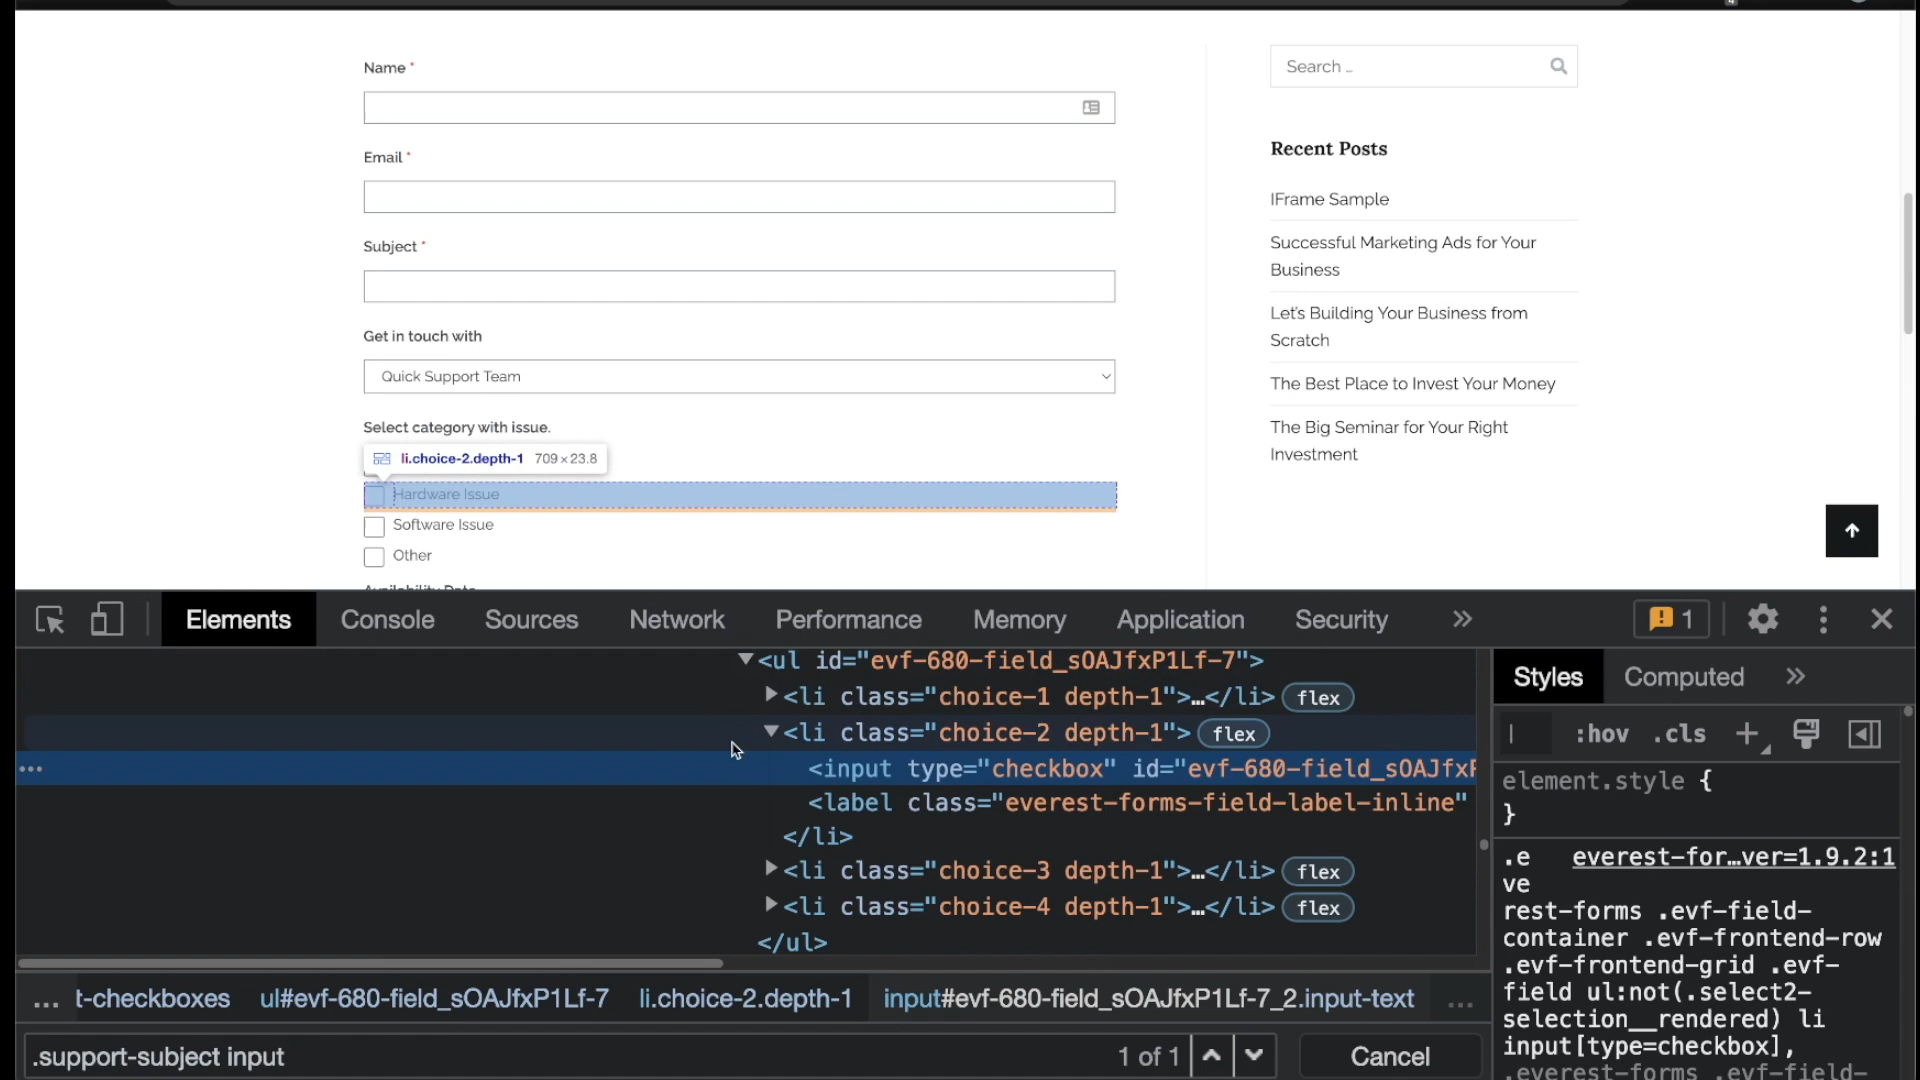 Name *
Email *
Subject *
Get in touch with
Quick Support Team
Select category with issue.
li.choice-2.depth-1 709 × 23.8
Hardware Issue
Software Issue
Other
Availability Date
Search …
Recent Posts
IFrame Sample
Successful Marketing Ads for Your
Business
Let's Building Your Business from
Scratch
The Best Place to Invest Your Money
The Big Seminar for Your Right
Investment
Elements Console Sources Network Performance Memory Application Security » 1
<ul id="evf-680-field_sOAJfxP1Lf-7">
<li class="choice-1 depth-1">…</li> flex
<li class="choice-2 depth-1"> flex
<input type="checkbox" id="evf-680-field_sOAJfxP
<label class="everest-forms-field-label-inline"
</li>
<li class="choice-3 depth-1">…</li> flex
<li class="choice-4 depth-1">…</li> flex
</ul>
… t-checkboxes ul#evf-680-field_sOAJfxP1Lf-7 li.choice-2.depth-1 input#evf-680-field_sOAJfxP1Lf-7_2.input-text …
.support-subject input 1 of 1 Cancel
Styles Computed »
:hov .cls +
element.style {
}
.e everest-for…ver=1.9.2:1
ve
rest-forms .evf-field-
container .evf-frontend-row
.evf-frontend-grid .evf-
field ul:not(.select2-
selection__rendered) li
input[type=checkbox],
.everest-forms .evf-field-